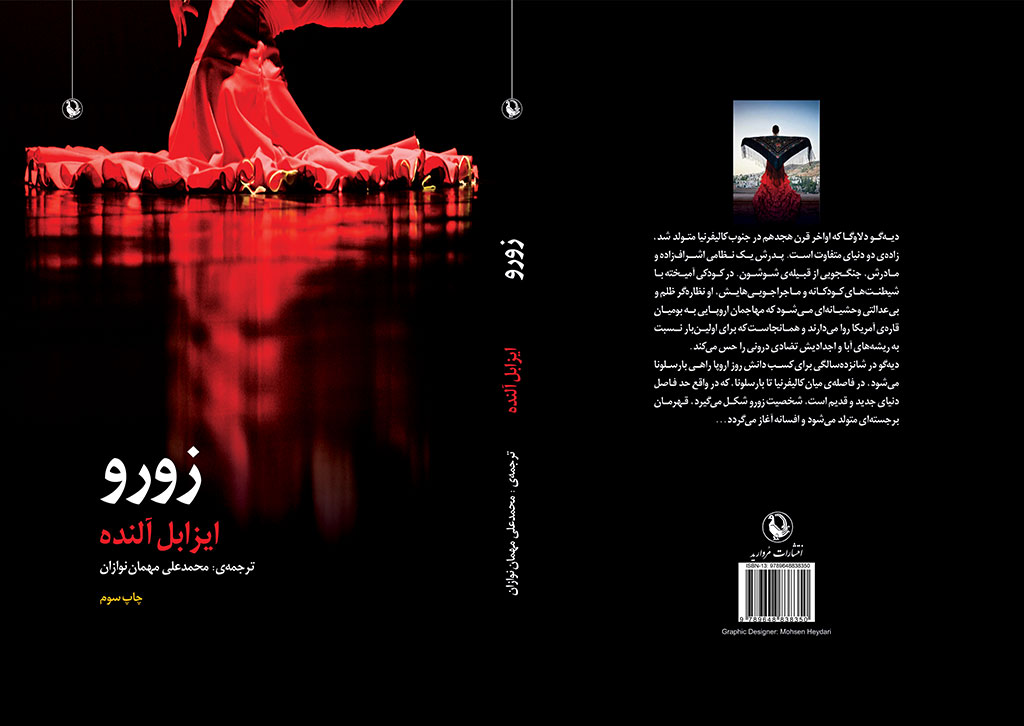 زورو
ایزابل آلنده
ترجمه‌ی: محمدعلی مهمان‌نوازان
چاپ سوم
زورو
ایزابل آلنده
ترجمه‌ی: محمدعلی مهمان‌نوازان
دیه‌گو دلاوگا که اواخر قرن هجدهم در جنوب کالیفرنیا متولد شد،
زاده‌ی دو دنیای متفاوت است. پدرش یک نظامی اشراف‌زاده و
مادرش، جنگجویی از قبیله‌ی شوشون. در کودکی آمیخته با
شیطنت‌های کودکانه و ماجراجویی‌هایش، او نظاره‌گر ظلم و
بی‌عدالتی وحشیانه‌ای می‌شود که مهاجمان اروپایی به بومیان
قاره‌ی آمریکا روا می‌دارند و همانجاست که برای اولین‌بار نسبت
به ریشه‌های آبا و اجدادیش تضادی درونی را حس می‌کند.
دیه‌گو در شانزده‌سالگی برای کسب دانش روز اروپا راهی بارسلونا
می‌شود. در فاصله‌ی میان کالیفرنیا تا بارسلونا، که در واقع حد فاصل
دنیای جدید و قدیم است، شخصیت زورو شکل می‌گیرد. قهرمان
برجسته‌ای متولد می‌شود و افسانه آغاز می‌گردد...
انتشارات مروارید
ISBN-13: 9789648838350
9 789648 838350
Graphic Designer: Mohsen Heydari